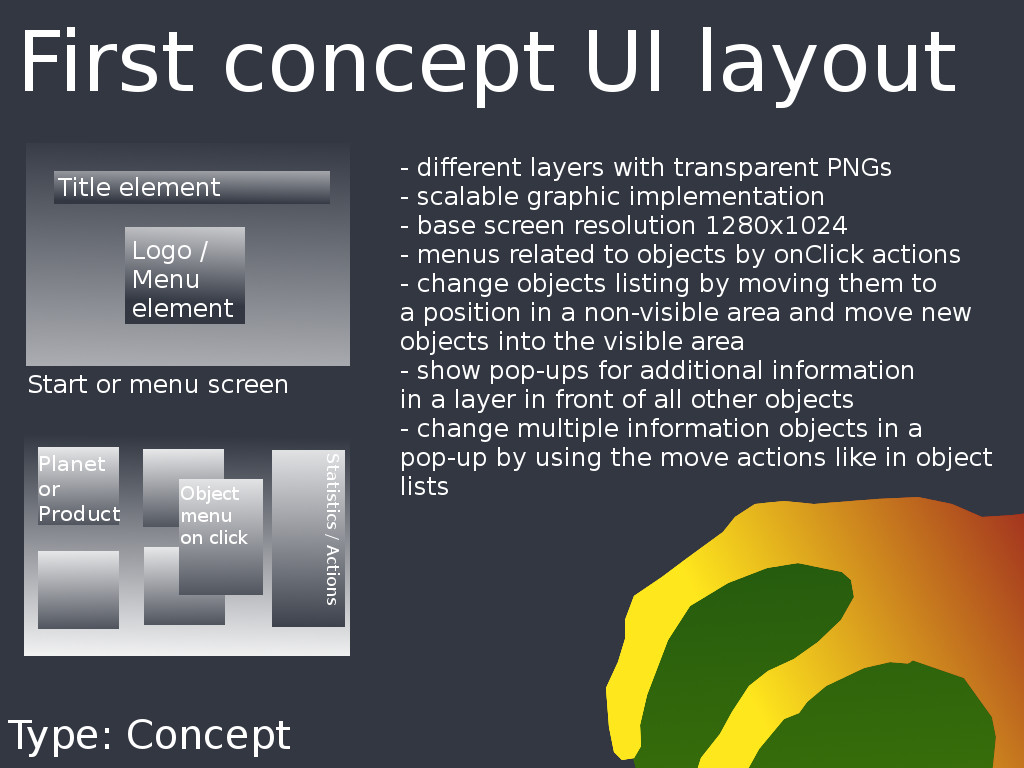 First concept UI layout
Title element
Logo /
Menu
element
Start or menu screen
- different layers with transparent PNGs
- scalable graphic implementation
- base screen resolution 1280x1024
- menus related to objects by onClick actions
- change objects listing by moving them to
a position in a non-visible area and move new
objects into the visible area
- show pop-ups for additional information
in a layer in front of all other objects
- change multiple information objects in a
pop-up by using the move actions like in object
lists
Planet
or
Product
Object
menu
on click
Statistics / Actions
Type: Concept